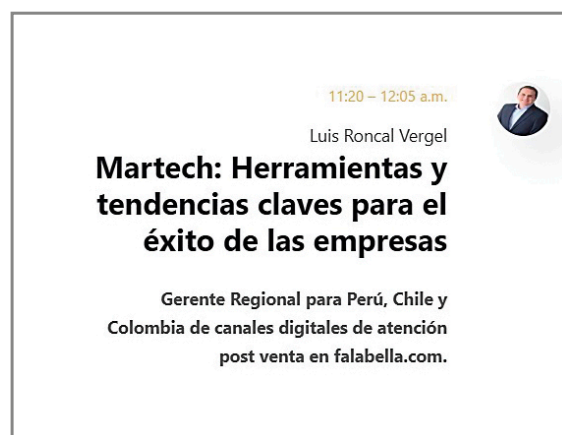 11:20 – 12:05 a.m.
Luis Roncal Vergel
Martech: Herramientas y
tendencias claves para el
éxito de las empresas
Gerente Regional para Perú, Chile y
Colombia de canales digitales de atención
post venta en falabella.com.